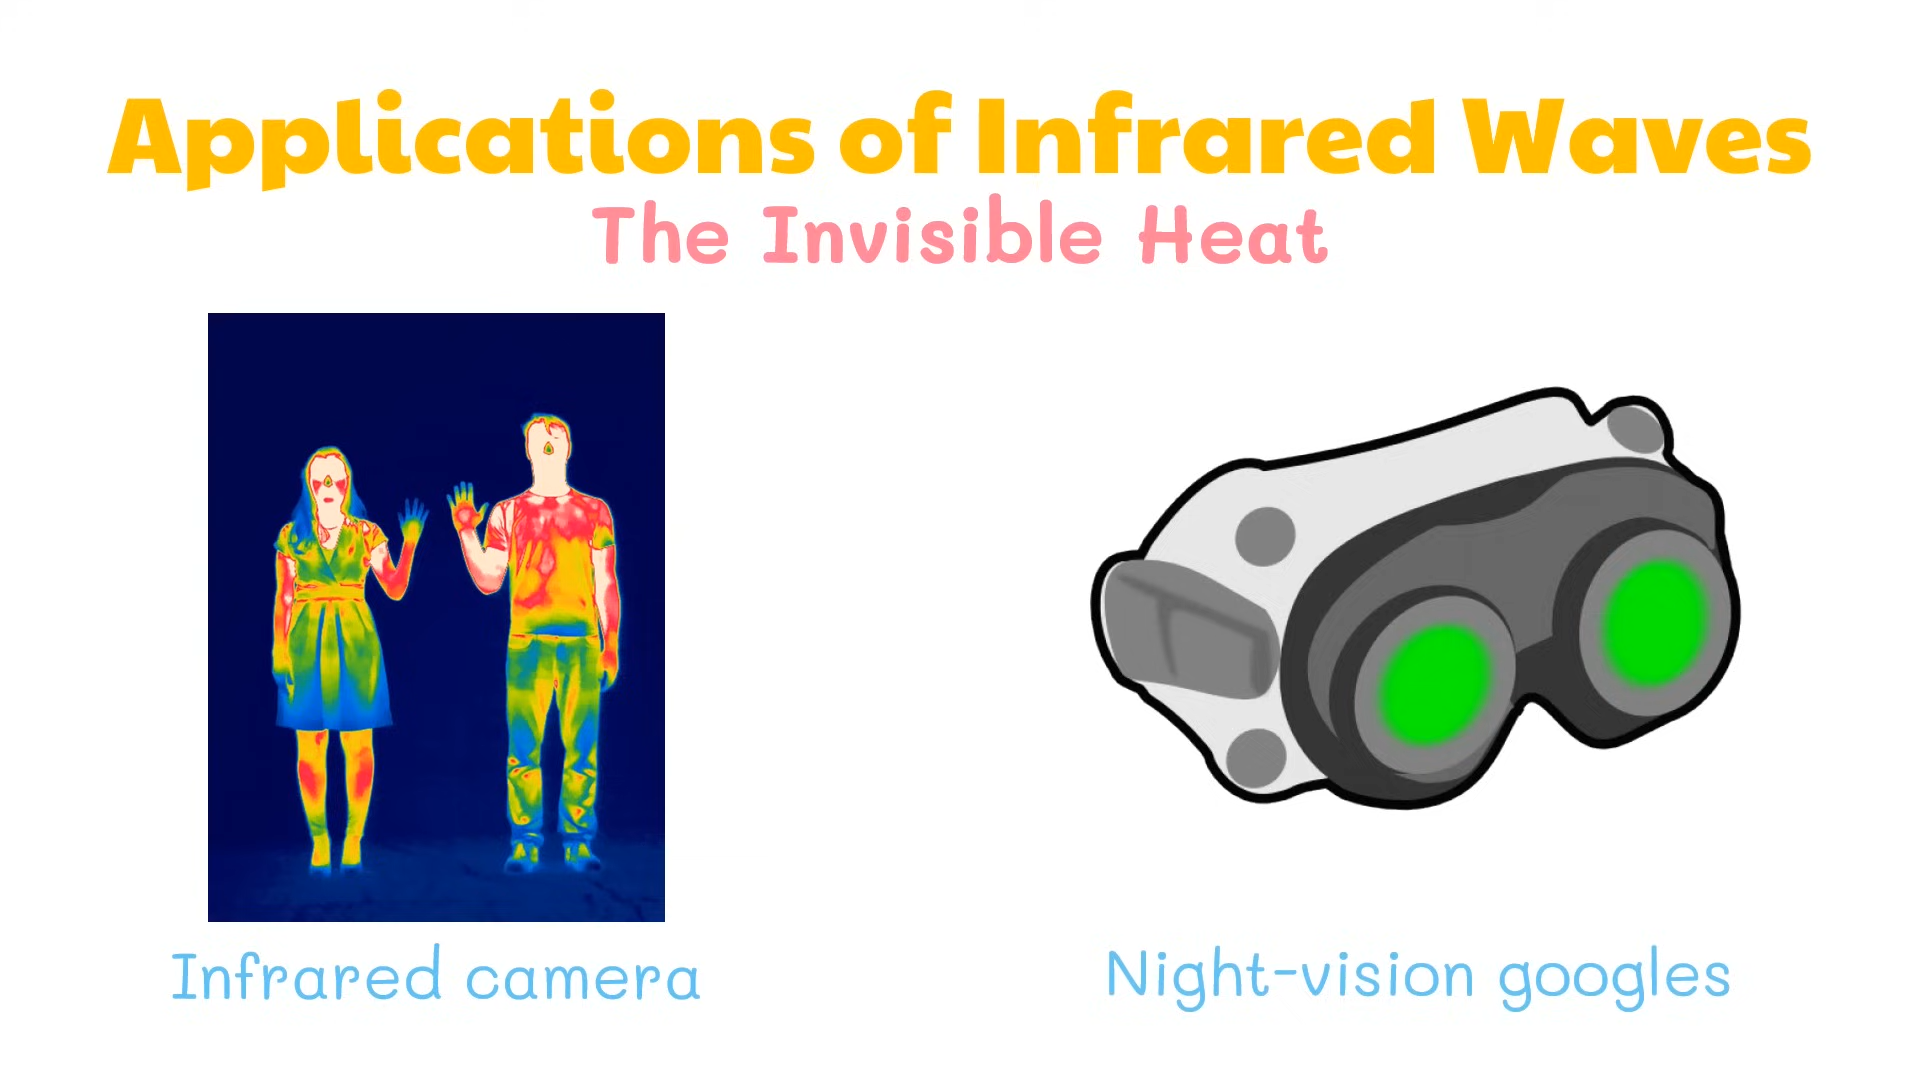 Applications of Infrared Waves
The Invisible Heat
Infrared camera
Night-vision googles